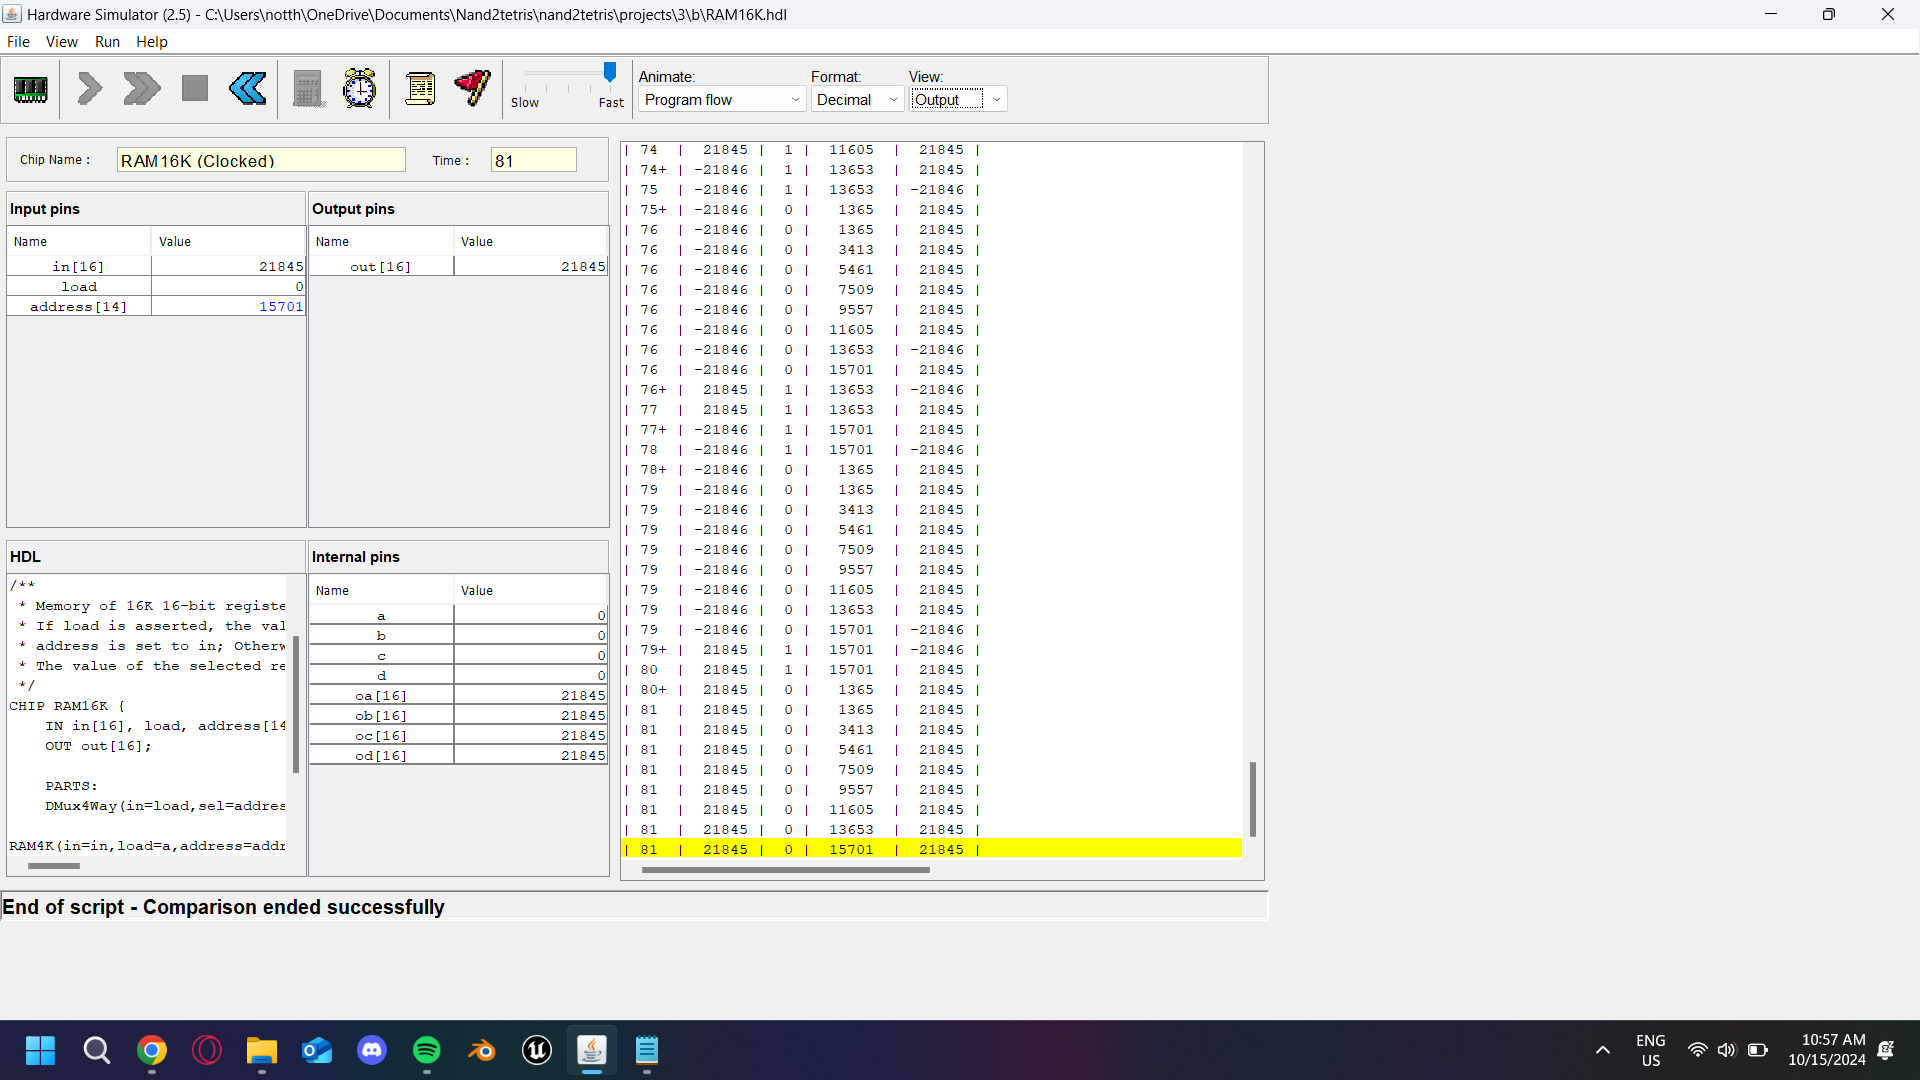 Hardware Simulator (2.5) - C:\Users\notth\OneDrive\Documents\Nand2tetris\nand2tetris\projects\3\b\RAM16K.hdl
File View Run Help
Slow Fast
Animate: Format: View:
Program flow Decimal Output
Chip Name : RAM16K (Clocked) Time : 81
Input pins
Name Value
in[16] 21845
load 0
address[14] 15701
Output pins
Name Value
out[16] 21845
HDL
/**
* Memory of 16K 16-bit registe
* If load is asserted, the val
* address is set to in; Otherw
* The value of the selected re
*/
CHIP RAM16K {
IN in[16], load, address[14
OUT out[16];
PARTS:
DMux4Way(in=load,sel=addres
RAM4K(in=in,load=a,address=addr
Internal pins
Name Value
a 0
b 0
c 0
d 0
oa[16] 21845
ob[16] 21845
oc[16] 21845
od[16] 21845
| 74 | 21845 | 1 | 11605 | 21845 |
| 74+ | -21846 | 1 | 13653 | 21845 |
| 75 | -21846 | 1 | 13653 | -21846 |
| 75+ | -21846 | 0 | 1365 | 21845 |
| 76 | -21846 | 0 | 1365 | 21845 |
| 76 | -21846 | 0 | 3413 | 21845 |
| 76 | -21846 | 0 | 5461 | 21845 |
| 76 | -21846 | 0 | 7509 | 21845 |
| 76 | -21846 | 0 | 9557 | 21845 |
| 76 | -21846 | 0 | 11605 | 21845 |
| 76 | -21846 | 0 | 13653 | -21846 |
| 76 | -21846 | 0 | 15701 | 21845 |
| 76+ | 21845 | 1 | 13653 | -21846 |
| 77 | 21845 | 1 | 13653 | 21845 |
| 77+ | -21846 | 1 | 15701 | 21845 |
| 78 | -21846 | 1 | 15701 | -21846 |
| 78+ | -21846 | 0 | 1365 | 21845 |
| 79 | -21846 | 0 | 1365 | 21845 |
| 79 | -21846 | 0 | 3413 | 21845 |
| 79 | -21846 | 0 | 5461 | 21845 |
| 79 | -21846 | 0 | 7509 | 21845 |
| 79 | -21846 | 0 | 9557 | 21845 |
| 79 | -21846 | 0 | 11605 | 21845 |
| 79 | -21846 | 0 | 13653 | 21845 |
| 79 | -21846 | 0 | 15701 | -21846 |
| 79+ | 21845 | 1 | 15701 | -21846 |
| 80 | 21845 | 1 | 15701 | 21845 |
| 80+ | 21845 | 0 | 1365 | 21845 |
| 81 | 21845 | 0 | 1365 | 21845 |
| 81 | 21845 | 0 | 3413 | 21845 |
| 81 | 21845 | 0 | 5461 | 21845 |
| 81 | 21845 | 0 | 7509 | 21845 |
| 81 | 21845 | 0 | 9557 | 21845 |
| 81 | 21845 | 0 | 11605 | 21845 |
| 81 | 21845 | 0 | 13653 | 21845 |
| 81 | 21845 | 0 | 15701 | 21845 |
End of script - Comparison ended successfully
ENG
US
10:57 AM
10/15/2024